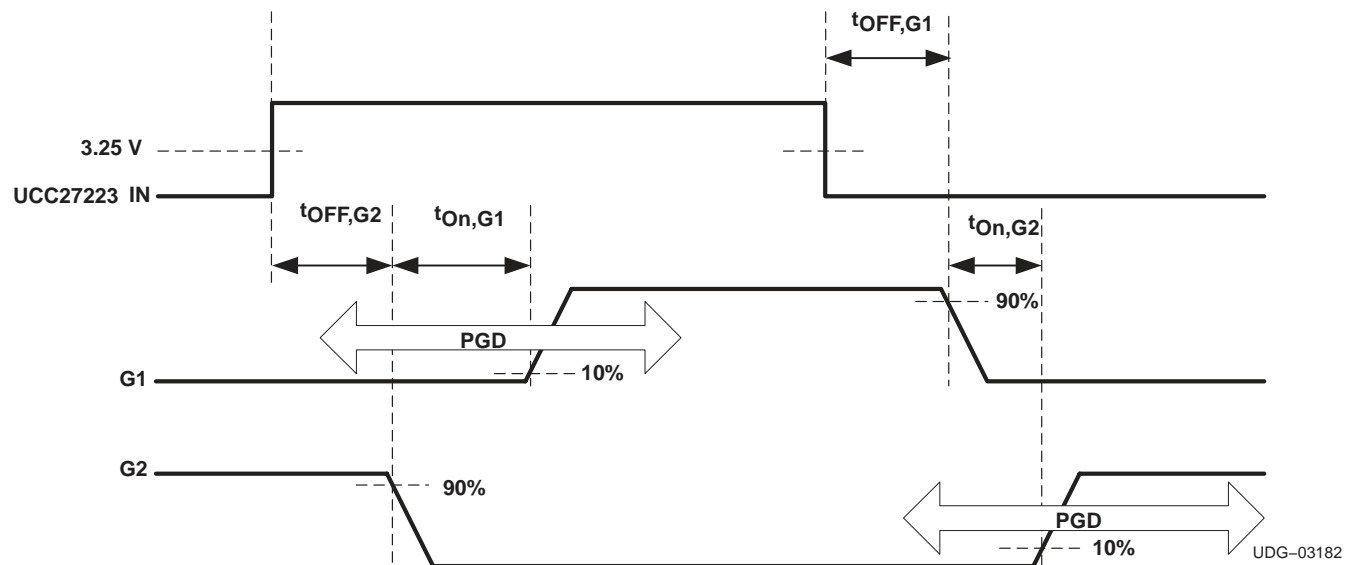 tOFF,G1
3.25 V
UCC27223 IN
tOFF,G2
tOn,G1
tOn,G2
90%
PGD
10%
G1
G2
90%
PGD
10%
UDG–03182